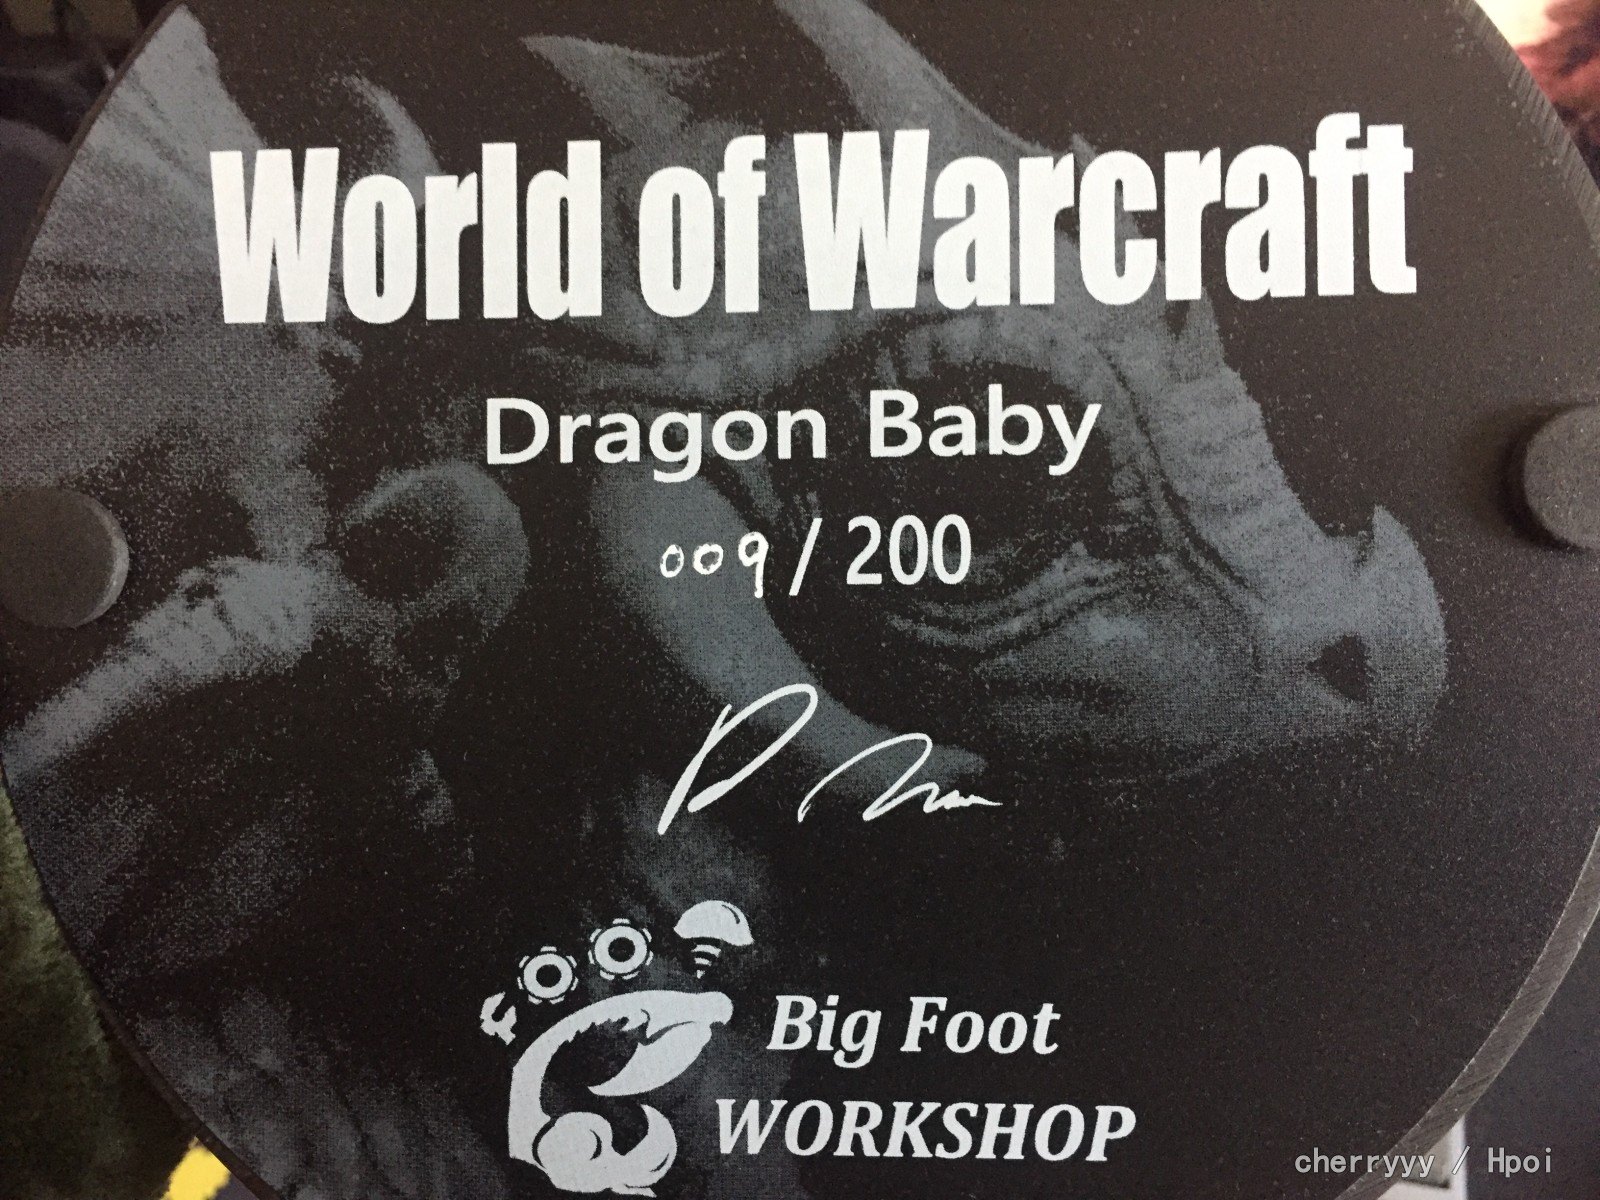 World of Warcraft
Dragon Baby
009 / 200
Big Foot
WORKSHOP
cherryyy / Hpoi